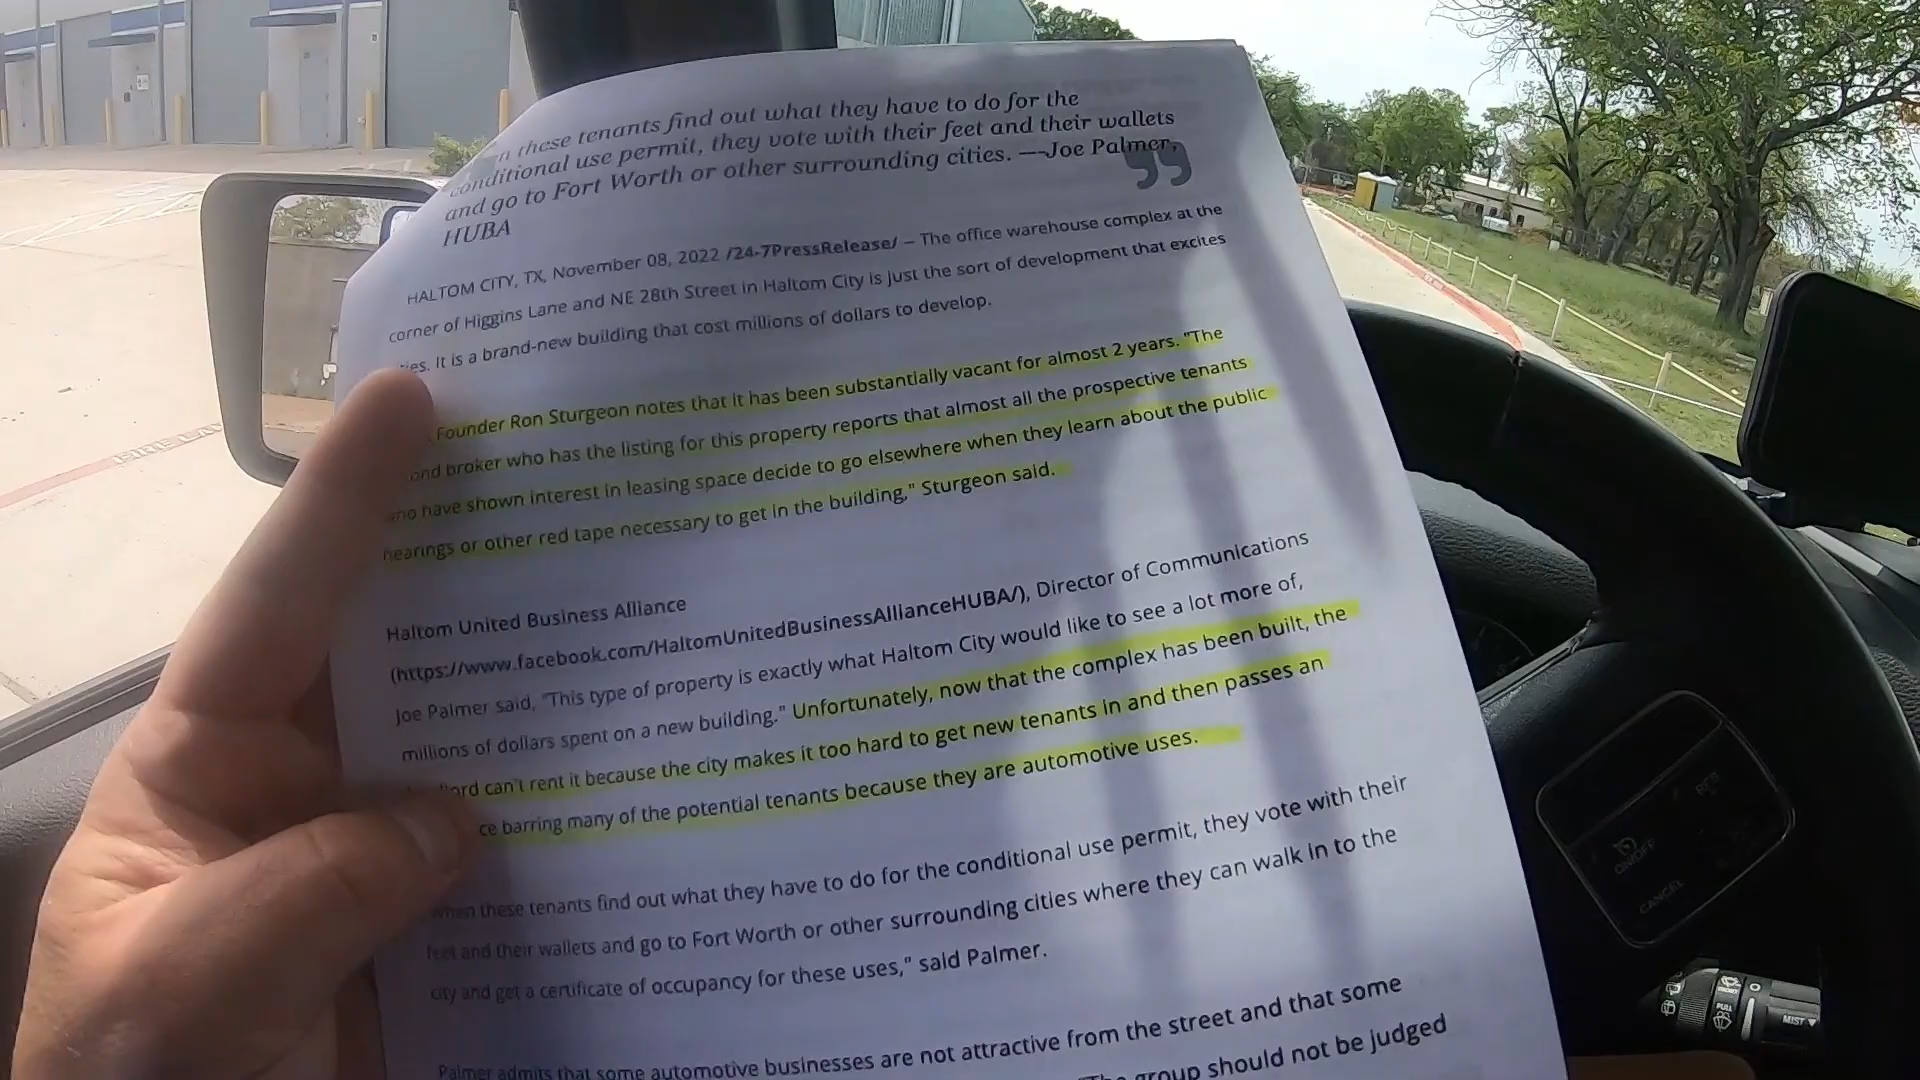 these tenants find out what they have to do for the
conditional use permit, they vote with their feet and their wallets
and go to Fort Worth or other surrounding cities. —Joe Palmer,
HUBA
HALTOM CITY, TX, November 08, 2022 /24-7PressRelease/ – The office warehouse complex at the
corner of Higgins Lane and NE 28th Street in Haltom City is just the sort of development that excites
It is a brand-new building that cost millions of dollars to develop.
Founder Ron Sturgeon notes that it has been substantially vacant for almost 2 years. "The
broker who has the listing for this property reports that almost all the prospective tenants
have shown interest in leasing space decide to go elsewhere when they learn about the public
hearings or other red tape necessary to get in the building," Sturgeon said.
Haltom United Business Alliance
(https://www.facebook.com/HaltomUnitedBusinessAllianceHUBA/), Director of Communications
Joe Palmer said, "This type of property is exactly what Haltom City would like to see a lot more of,
millions of dollars spent on a new building." Unfortunately, now that the complex has been built, the
can't rent it because the city makes it too hard to get new tenants in and then passes an
barring many of the potential tenants because they are automotive uses.
When these tenants find out what they have to do for the conditional use permit, they vote with their
feet and their wallets and go to Fort Worth or other surrounding cities where they can walk in to the
city and get a certificate of occupancy for these uses," said Palmer.
Palmer admits that some automotive businesses are not attractive from the street and that some
group should not be judged
FIRE LANE
RES
ON/OFF
CANCEL
PULL
MIST